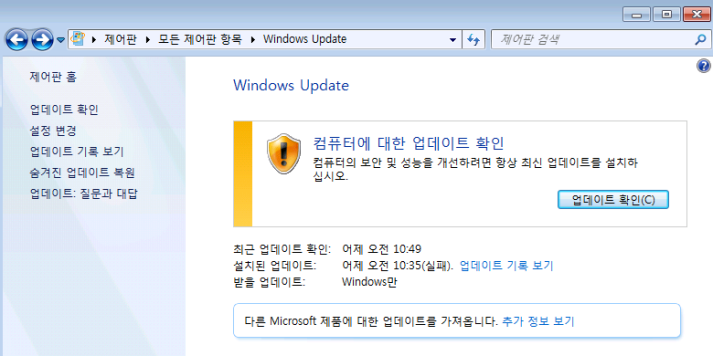 제어판 ▸ 모든 제어판 항목 ▸ Windows Update
제어판 검색
제어판 홈
업데이트 확인
설정 변경
업데이트 기록 보기
숨겨진 업데이트 복원
업데이트: 질문과 대답
Windows Update
컴퓨터에 대한 업데이트 확인
컴퓨터의 보안 및 성능을 개선하려면 항상 최신 업데이트를 설치하
십시오.
업데이트 확인(C)
최근 업데이트 확인: 어제 오전 10:49
설치된 업데이트: 어제 오전 10:35(실패). 업데이트 기록 보기
받을 업데이트: Windows만
다른 Microsoft 제품에 대한 업데이트를 가져옵니다. 추가 정보 보기